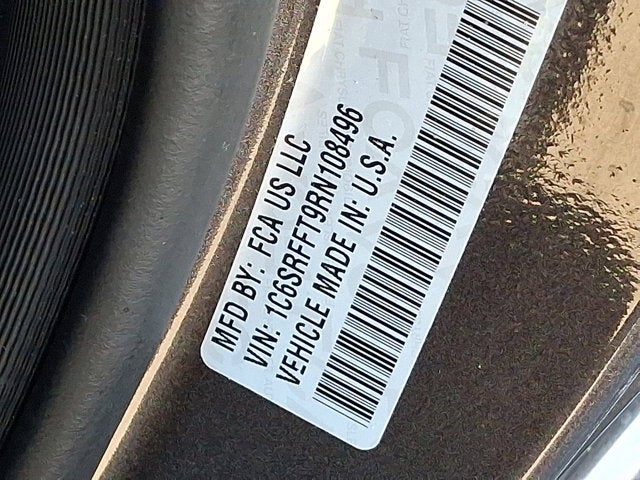 MFD BY: FCA US LLC
VIN: 1C6SRFFT9RN108496
VEHICLE MADE IN: U.S.A.